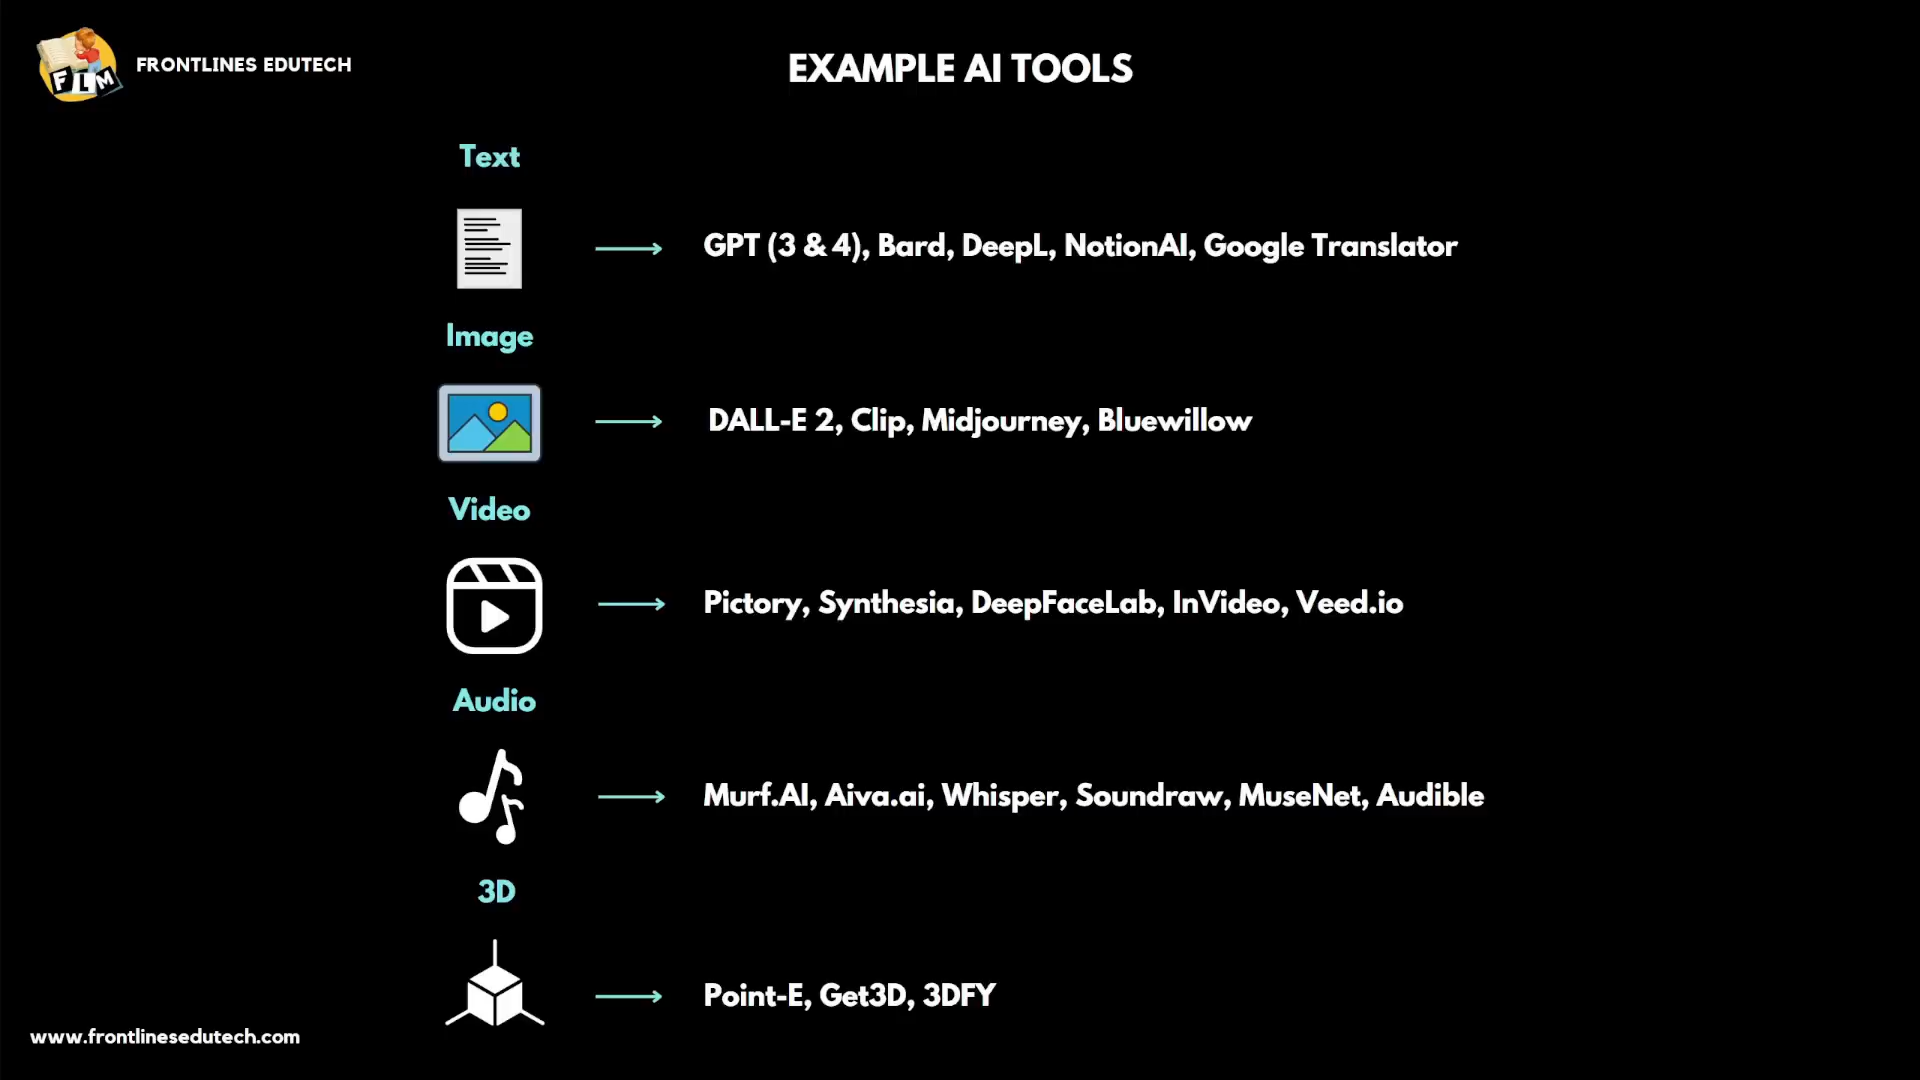 FLM
FRONTLINES EDUTECH
EXAMPLE AI TOOLS
Text
GPT (3 & 4), Bard, DeepL, NotionAI, Google Translator
Image
DALL-E 2, Clip, Midjourney, Bluewillow
Video
Pictory, Synthesia, DeepFaceLab, InVideo, Veed.io
Audio
Murf.AI, Aiva.ai, Whisper, Soundraw, MuseNet, Audible
3D
Point-E, Get3D, 3DFY
www.frontlinesedutech.com